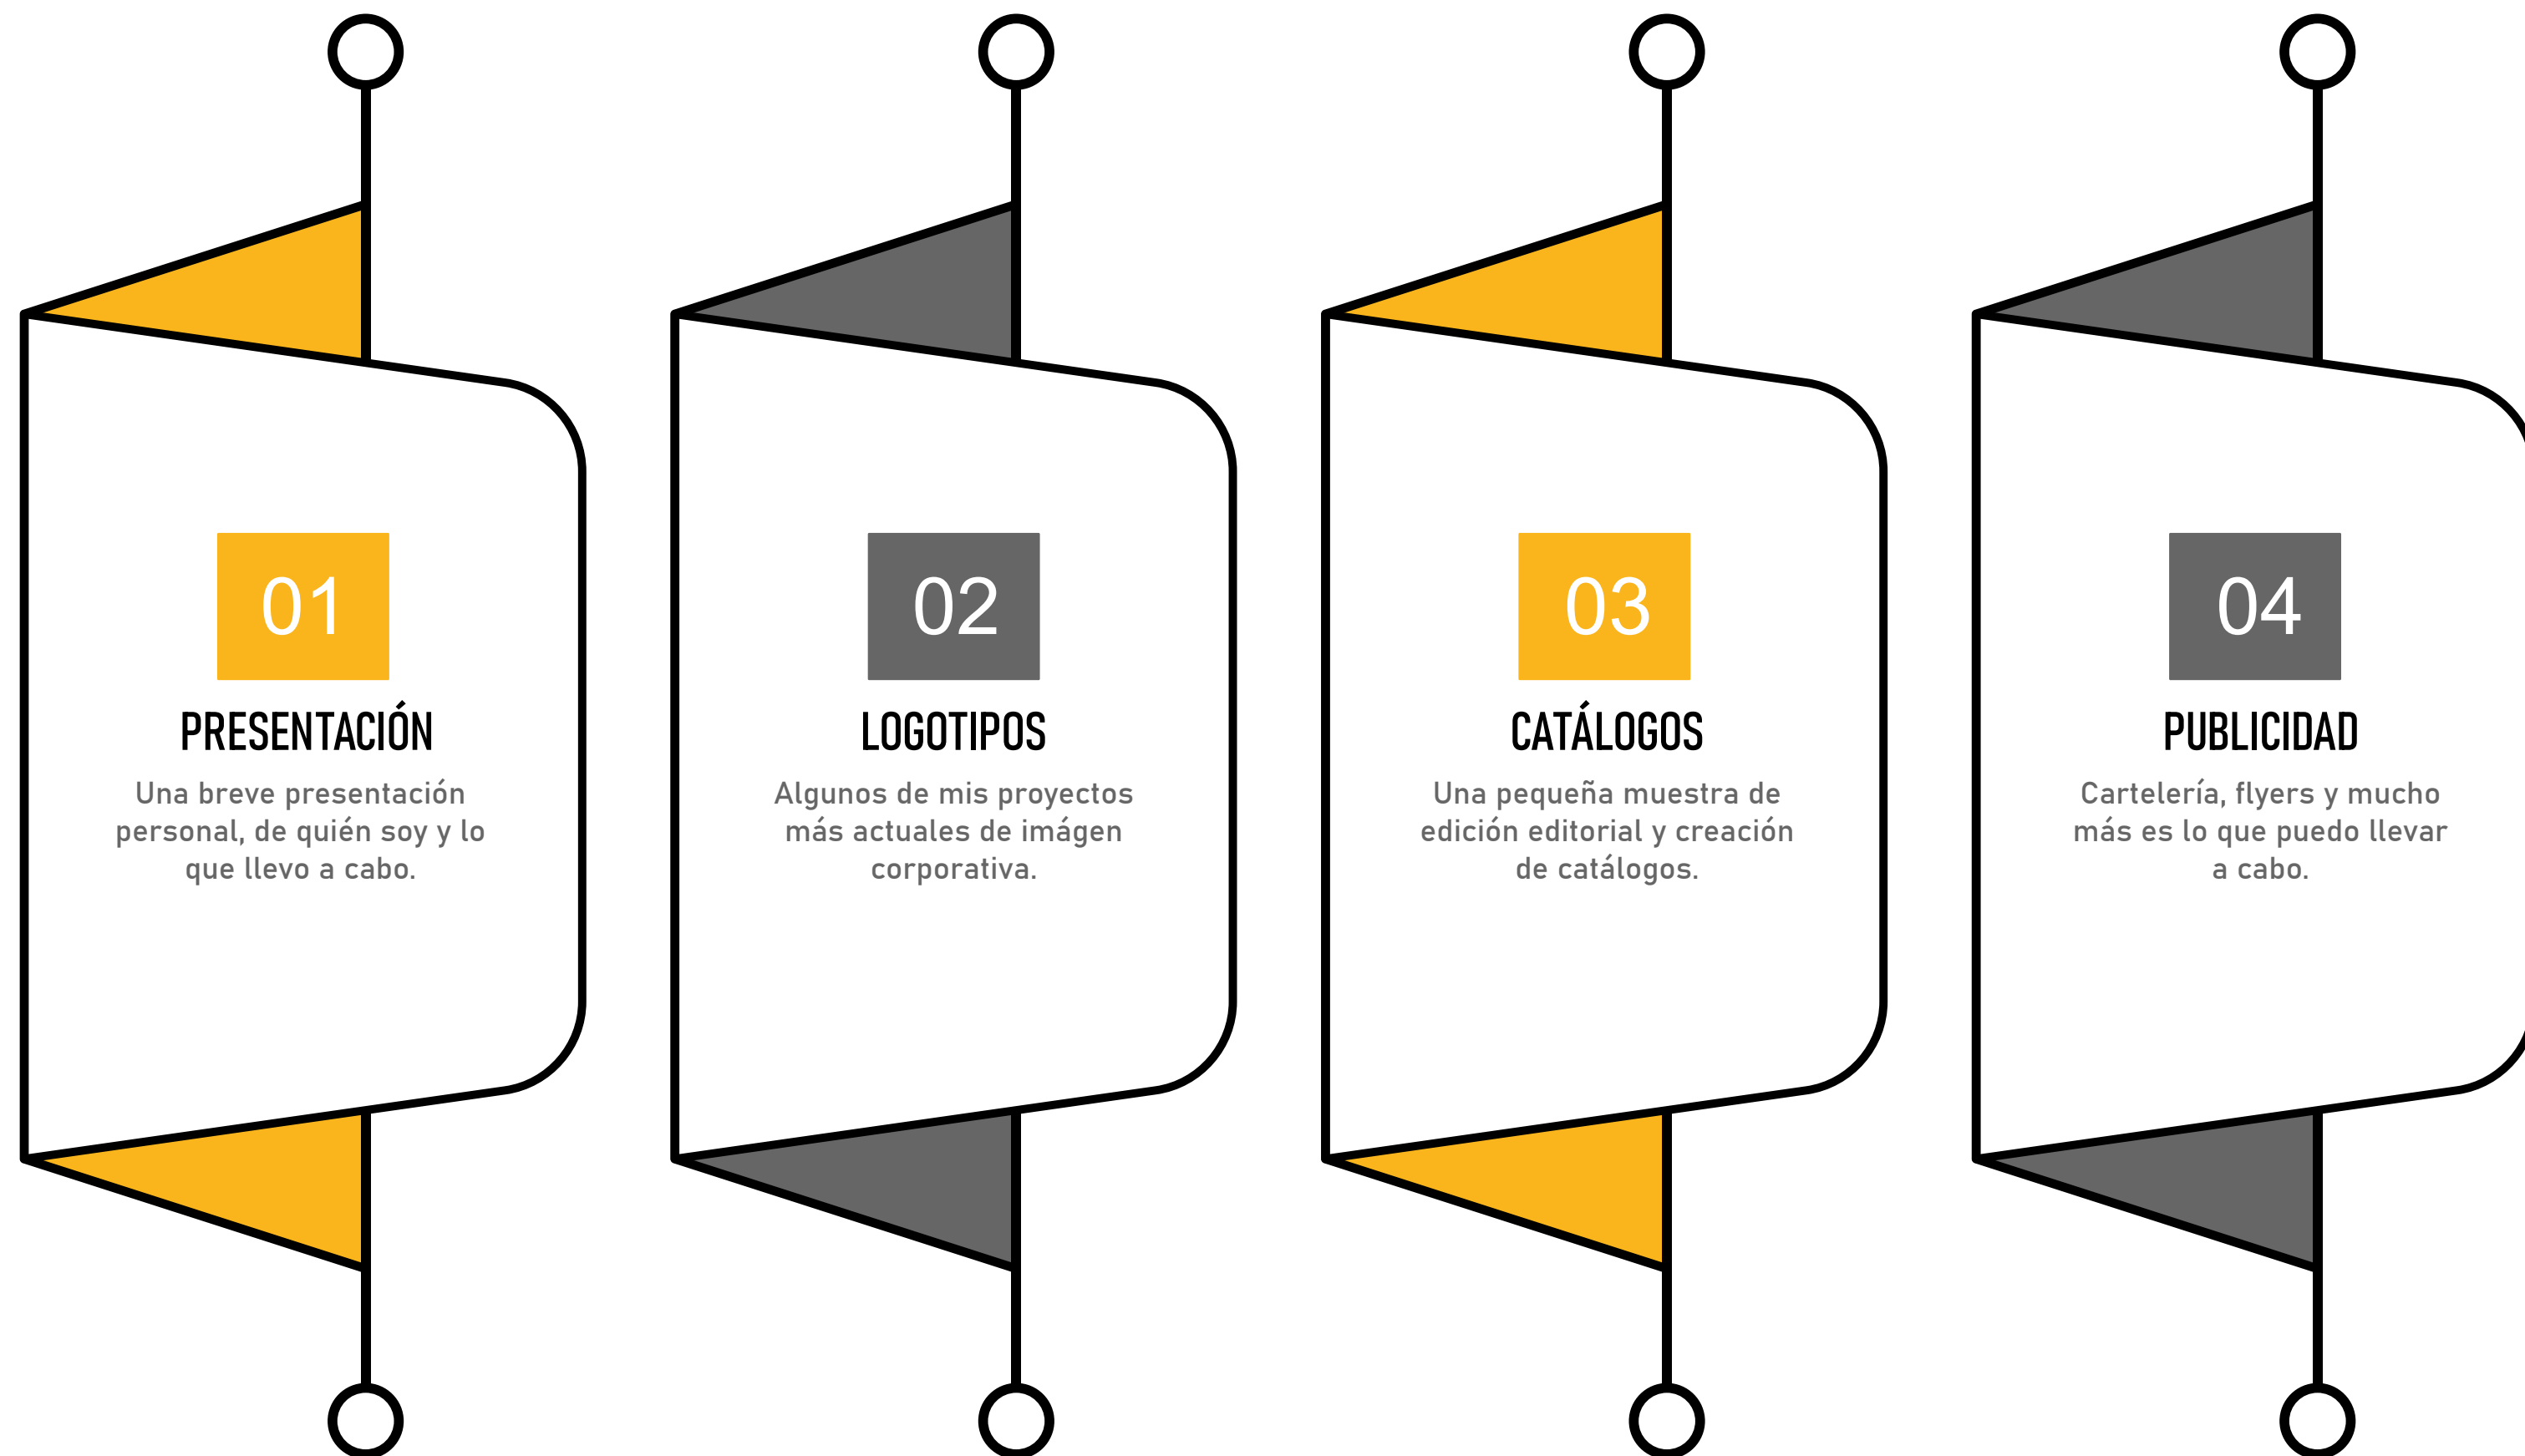 01
PRESENTACIÓN
Una breve presentación
personal, de quién soy y lo
que llevo a cabo.
02
LOGOTIPOS
Algunos de mis proyectos
más actuales de imágen
corporativa.
03
CATÁLOGOS
Una pequeña muestra de
edición editorial y creación
de catálogos.
04
PUBLICIDAD
Cartelería, flyers y mucho
más es lo que puedo llevar
a cabo.